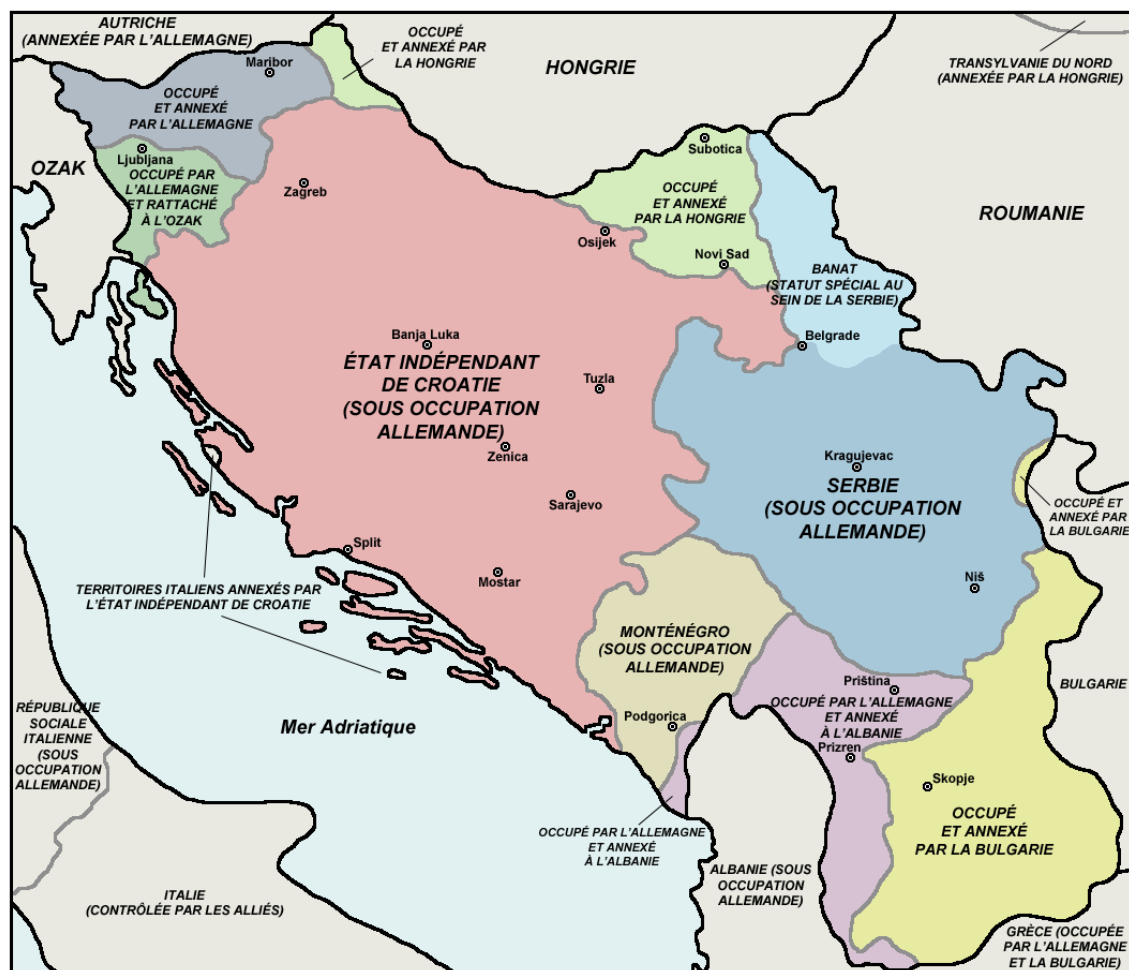 AUTRICHE
(ANNEXÉE PAR L'ALLEMAGNE)
OCCUPÉ
ET ANNEXÉ PAR
LA HONGRIE
HONGRIE
TRANSYLVANIE DU NORD
(ANNEXÉE PAR LA HONGRIE)
Maribor
OCCUPÉ
ET ANNEXÉ
PAR L'ALLEMAGNE
OZAK
Ljubljana
OCCUPÉ PAR
L'ALLEMAGNE
ET RATTACHÉ
À L'OZAK
Zagreb
Subotica
OCCUPÉ
ET ANNEXÉ
PAR LA HONGRIE
Osijek
Novi Sad
ROUMANIE
BANAT
(STATUT SPÉCIAL AU
SEIN DE LA SERBIE)
Belgrade
Banja Luka
ÉTAT INDÉPENDANT
DE CROATIE
(SOUS OCCUPATION
ALLEMANDE)
Tuzla
Zenica
Sarajevo
Kragujevac
SERBIE
(SOUS OCCUPATION
ALLEMANDE)
OCCUPÉ ET
ANNEXÉ PAR
LA BULGARIE
Split
Mostar
Niš
TERRITOIRES ITALIENS ANNEXÉS PAR
L'ÉTAT INDÉPENDANT DE CROATIE
MONTÉNÉGRO
(SOUS OCCUPATION
ALLEMANDE)
Podgorica
Priština
OCCUPÉ PAR L'ALLEMAGNE
ET ANNEXÉ
À L'ALBANIE
Prizren
BULGARIE
RÉPUBLIQUE
SOCIALE
ITALIENNE
(SOUS
OCCUPATION
ALLEMANDE)
Mer Adriatique
Skopje
OCCUPÉ
ET ANNEXÉ
PAR LA BULGARIE
OCCUPÉ PAR L'ALLEMAGNE
ET ANNEXÉ
À L'ALBANIE
ALBANIE (SOUS
OCCUPATION
ALLEMANDE)
ITALIE
(CONTRÔLÉE PAR LES ALLIÉS)
GRÈCE (OCCUPÉE
PAR L'ALLEMAGNE
ET LA BULGARIE)